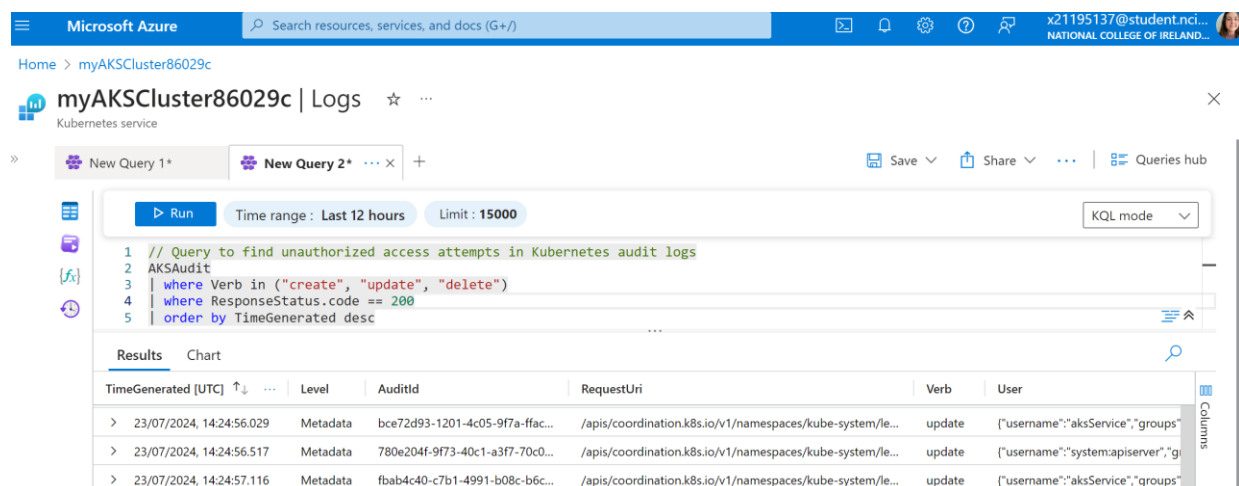 Microsoft Azure
Search resources, services, and docs (G+/)
x21195137@student.nci...
NATIONAL COLLEGE OF IRELAND...
Home > myAKSCluster86029c
myAKSCluster86029c | Logs
Kubernetes service
New Query 1*
New Query 2*
Save
Share
Queries hub
Run
Time range : Last 12 hours
Limit : 15000
KQL mode
1 // Query to find unauthorized access attempts in Kubernetes audit logs
2 AKSAudit
3 | where Verb in ("create", "update", "delete")
4 | where ResponseStatus.code == 200
5 | order by TimeGenerated desc
Results Chart
TimeGenerated [UTC] Level AuditId RequestUri Verb User
23/07/2024, 14:24:56.029 Metadata bce72d93-1201-4c05-9f7a-ffac... /apis/coordination.k8s.io/v1/namespaces/kube-system/le... update {"username":"aksService","groups"
23/07/2024, 14:24:56.517 Metadata 780e204f-9f73-40c1-a3f7-70c0... /apis/coordination.k8s.io/v1/namespaces/kube-system/le... update {"username":"system:apiserver","g
23/07/2024, 14:24:57.116 Metadata fbab4c40-c7b1-4991-b08c-b6c... /apis/coordination.k8s.io/v1/namespaces/kube-system/le... update {"username":"aksService","groups"
Columns